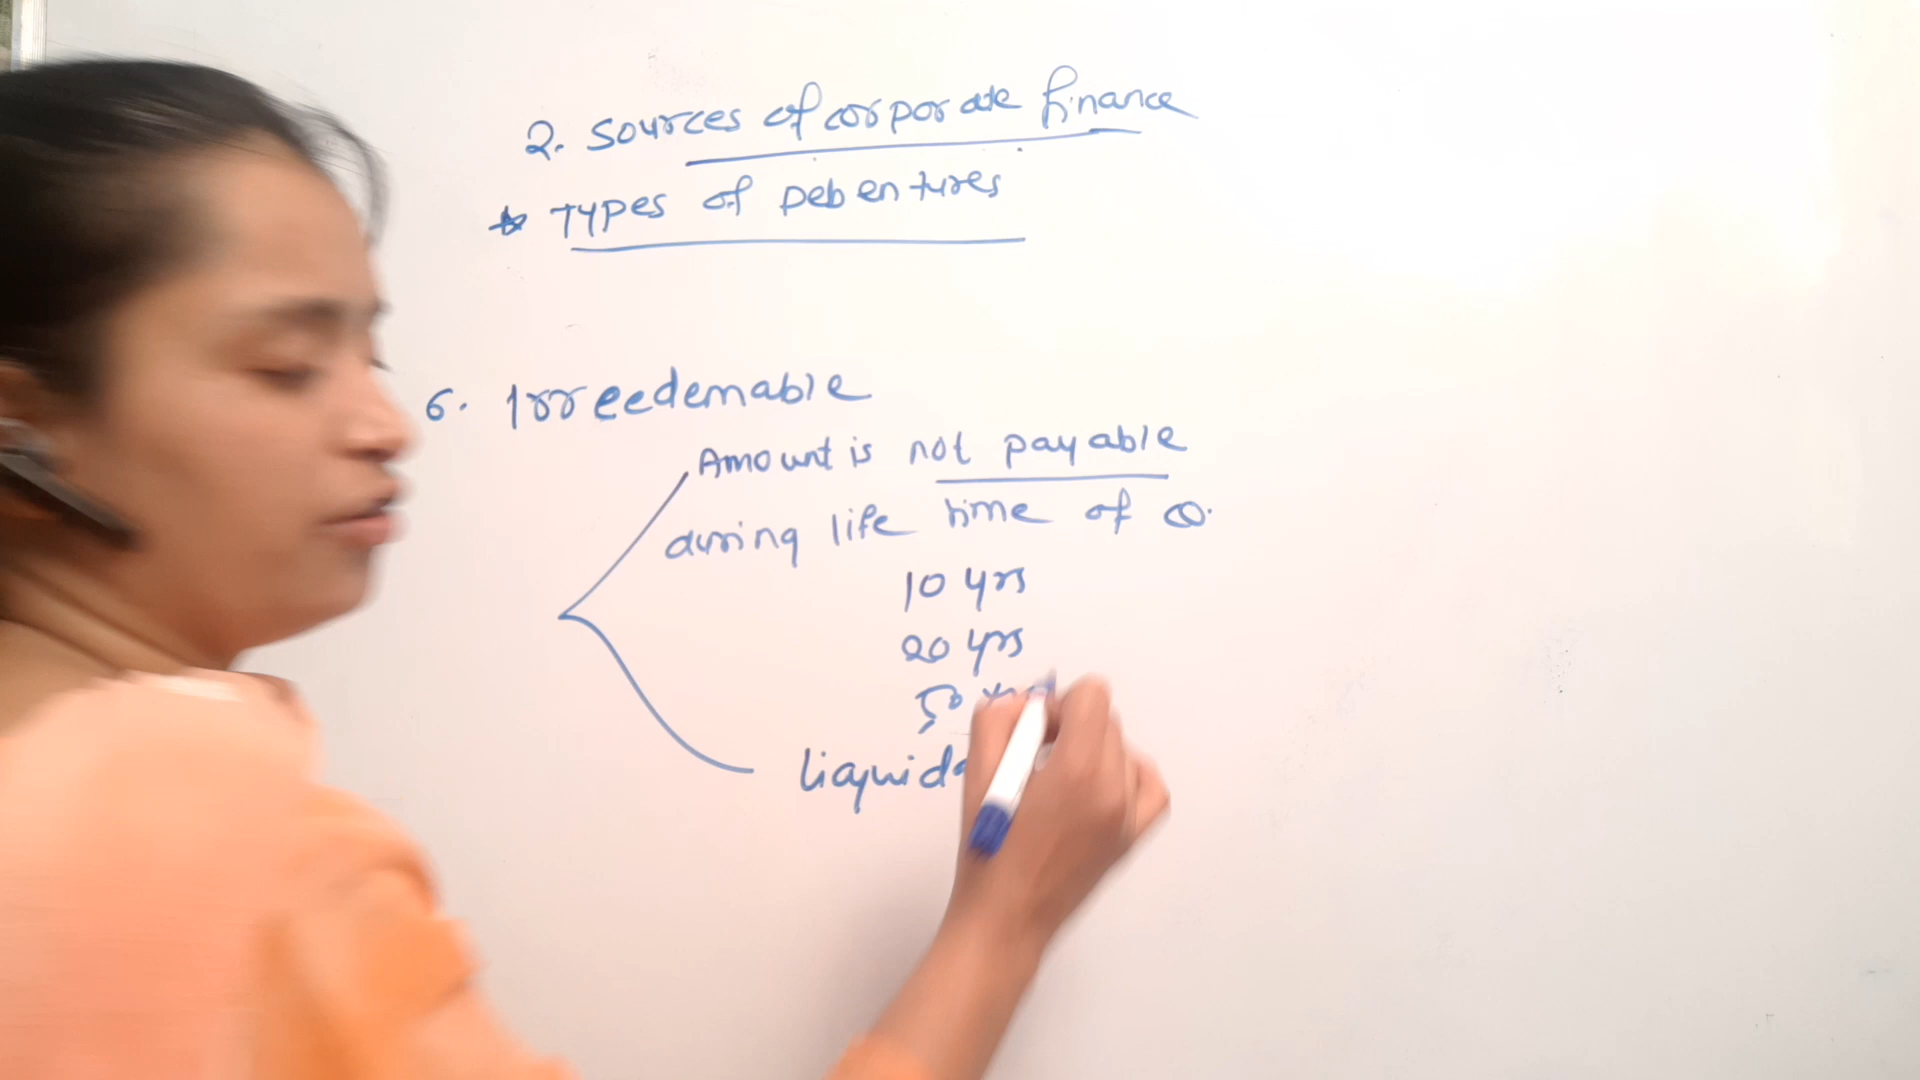 2. Sources of corporate finance
* Types of Debentures
6. Irreedemable
Amount is not payable
during life time of co.
10 yrs
20 yrs
50